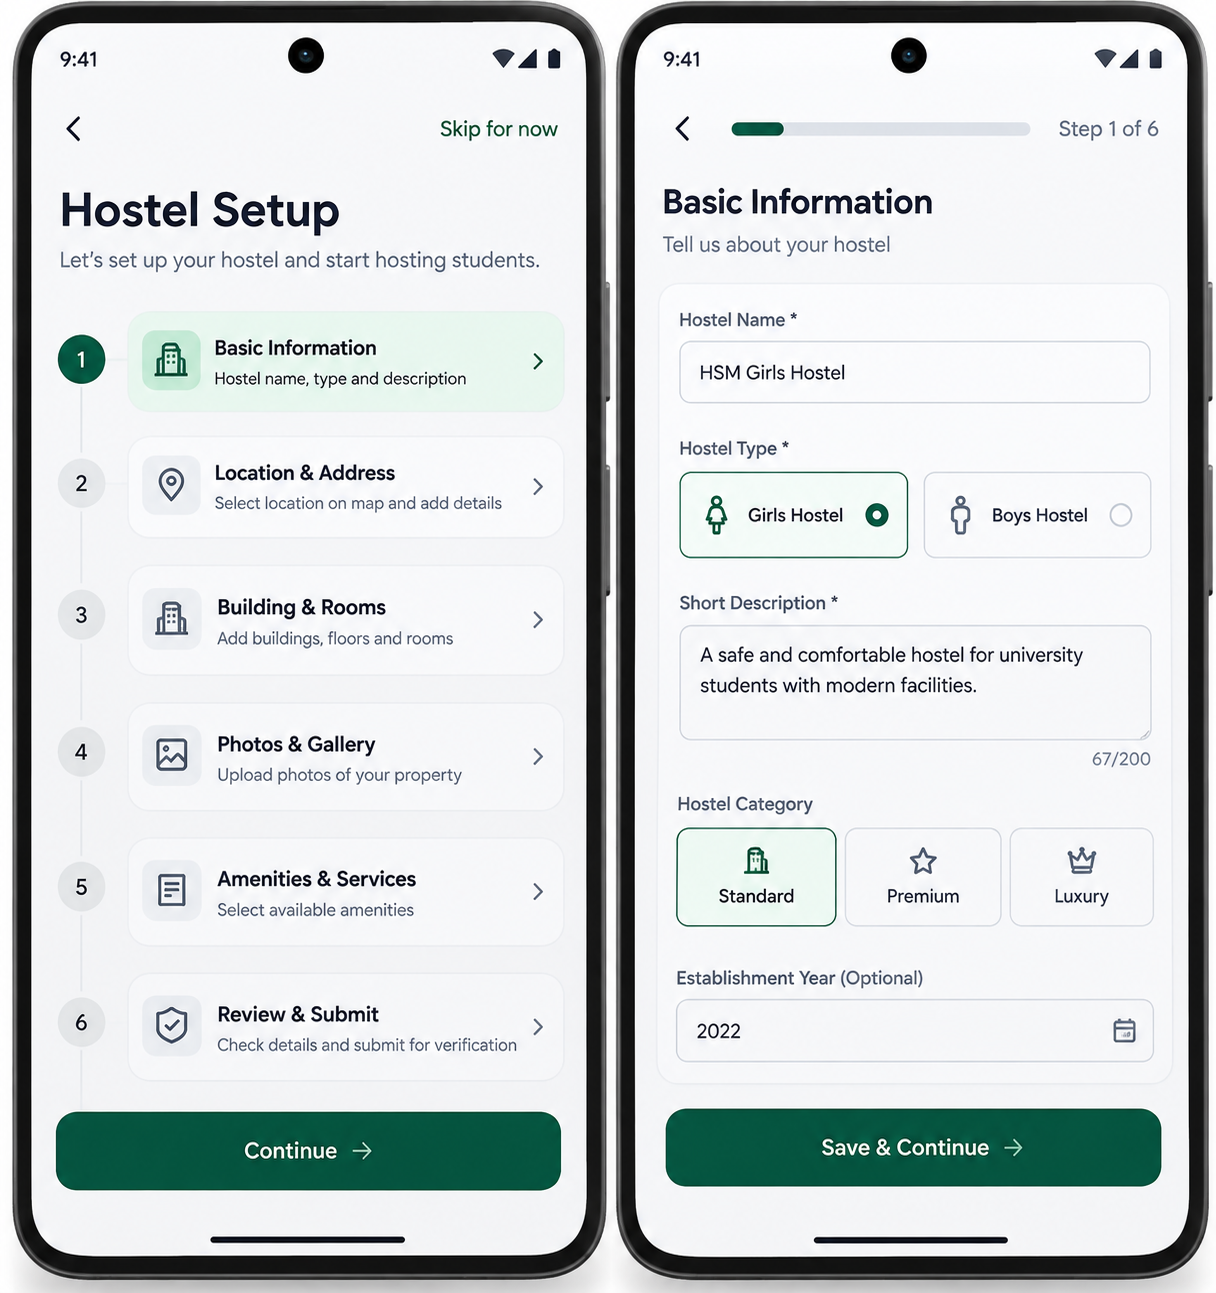 9:41
Skip for now
Hostel Setup
Let's set up your hostel and start hosting students.
1
Basic Information
Hostel name, type and description
2
Location & Address
Select location on map and add details
3
Building & Rooms
Add buildings, floors and rooms
4
Photos & Gallery
Upload photos of your property
5
Amenities & Services
Select available amenities
6
Review & Submit
Check details and submit for verification
Continue →
9:41
Step 1 of 6
Basic Information
Tell us about your hostel
Hostel Name *
HSM Girls Hostel
Hostel Type *
Girls Hostel
Boys Hostel
Short Description *
A safe and comfortable hostel for university
students with modern facilities.
67/200
Hostel Category
Standard
Premium
Luxury
Establishment Year (Optional)
2022
Save & Continue →